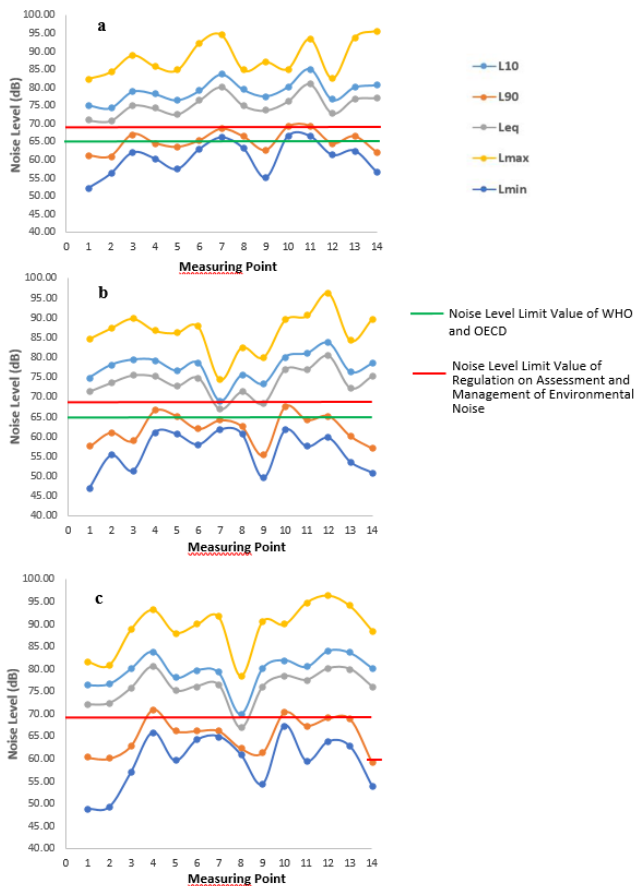 a
100.00
95.00
90.00
85.00
80.00
75.00
70.00
65.00
60.00
55.00
50.00
45.00
40.00
Noise Level (dB)
0 1 2 3 4 5 6 7 8 9 10 11 12 13 14
Measuring Point
L10
L90
Leq
Lmax
Lmin
b
100.00
95.00
90.00
85.00
80.00
75.00
70.00
65.00
60.00
55.00
50.00
45.00
40.00
Noise Level (dB)
0 1 2 3 4 5 6 7 8 9 10 11 12 13 14
Measuring Point
Noise Level Limit Value of WHO
and OECD
Noise Level Limit Value of
Regulation on Assessment and
Management of Environmental
Noise
c
100.00
95.00
90.00
85.00
80.00
75.00
70.00
65.00
60.00
55.00
50.00
45.00
40.00
Noise Level (dB)
0 1 2 3 4 5 6 7 8 9 10 11 12 13 14
Measuring Point